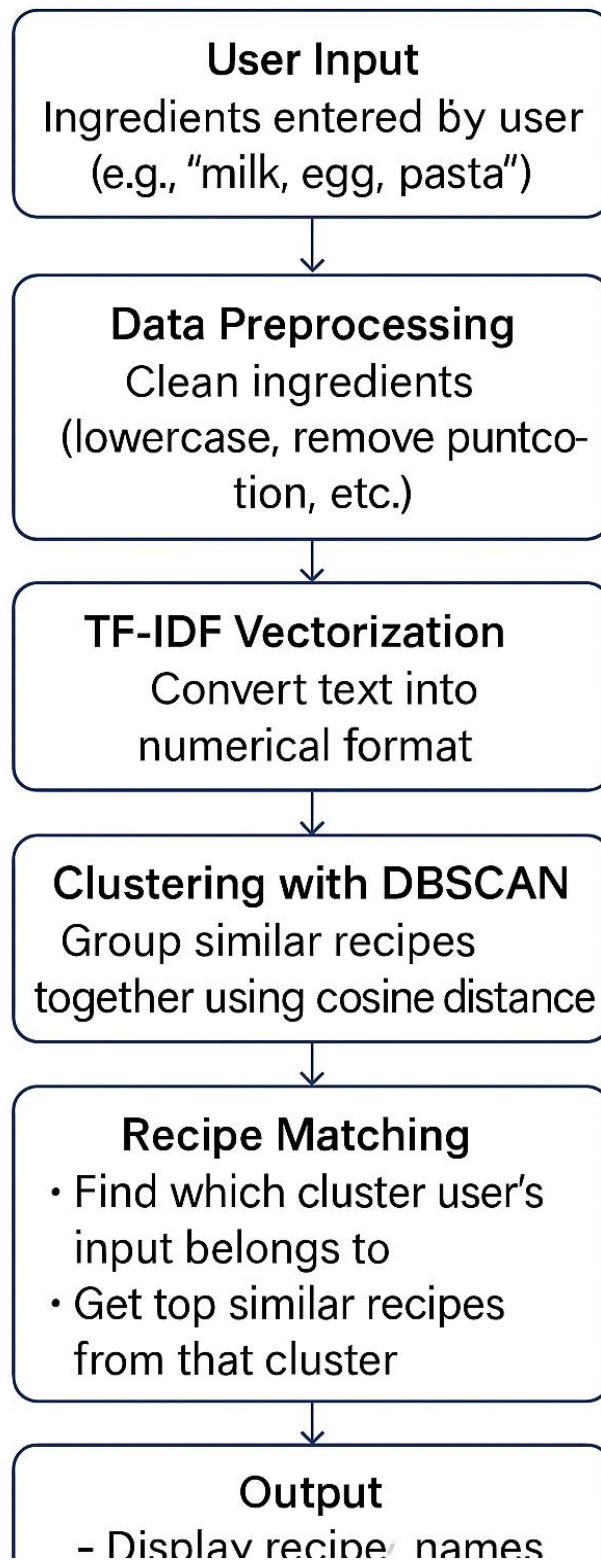 User Input
Ingredients entered by user
(e.g., “milk, egg, pasta”)
Data Preprocessing
Clean ingredients
(lowercase, remove puntco-
tion, etc.)
TF-IDF Vectorization
Convert text into
numerical format
Clustering with DBSCAN
Group similar recipes
together using cosine distance
Recipe Matching
• Find which cluster user’s
input belongs to
• Get top similar recipes
from that cluster
Output
– Display recipe names